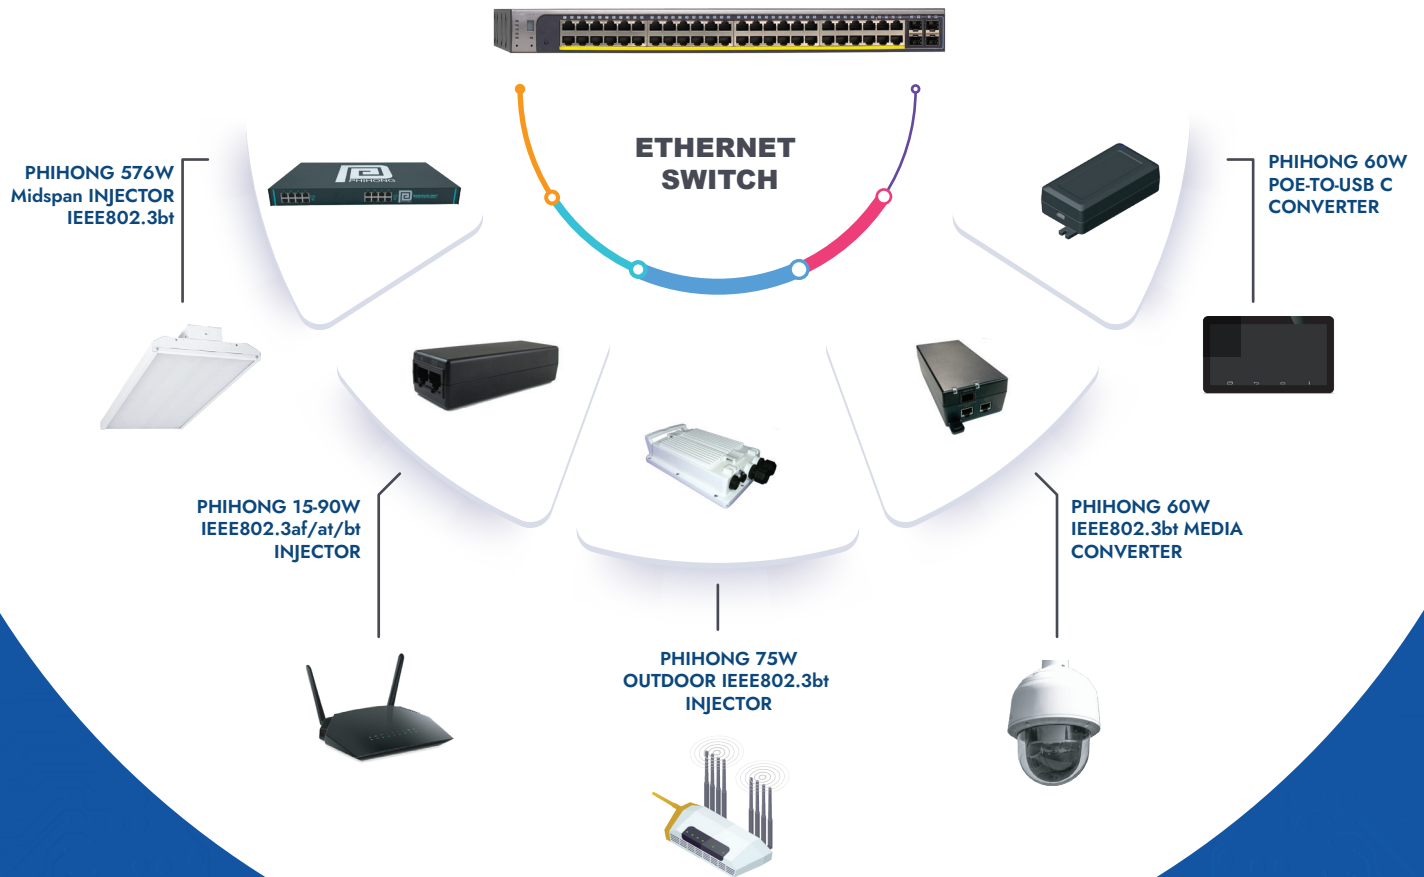 ETHERNET
SWITCH
PHIHONG 576W
Midspan INJECTOR
IEEE802.3bt
PHIHONG
PHIHONG 60W
POE-TO-USB C
CONVERTER
PHIHONG 15-90W
IEEE802.3af/at/bt
INJECTOR
PHIHONG 60W
IEEE802.3bt MEDIA
CONVERTER
PHIHONG 75W
OUTDOOR IEEE802.3bt
INJECTOR